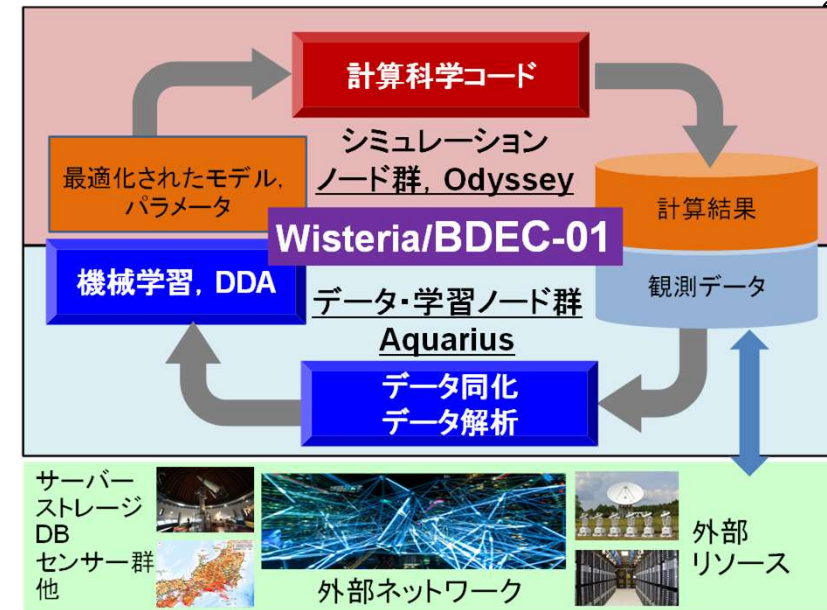 計算科学コード
シミュレーション
ノード群, Odyssey
最適化されたモデル,
パラメータ
計算結果
Wisteria/BDEC-01
機械学習, DDA
観測データ
データ・学習ノード群
Aquarius
データ同化
データ解析
サーバー
ストレージ
DB
センサー群
他
外部ネットワーク
外部
リソース